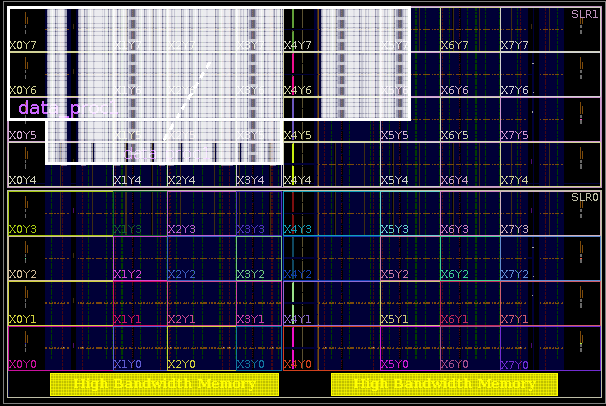 SLR1
X0Y7 X1Y7 X2Y7 X3Y7 X4Y7 X5Y7 X6Y7 X7Y7
X0Y6 X1Y6 X2Y6 X3Y6 X4Y6 X5Y6 X6Y6 X7Y6
data_proc
X0Y5 X4Y5 X5Y5 X6Y5 X7Y5
X0Y4 X1Y4 X2Y4 X3Y4 X4Y4 X5Y4 X6Y4 X7Y4
SLR0
X0Y3 X1Y3 X2Y3 X3Y3 X4Y3 X5Y3 X6Y3 X7Y3
X0Y2 X1Y2 X2Y2 X3Y2 X4Y2 X5Y2 X6Y2 X7Y2
X0Y1 X1Y1 X2Y1 X3Y1 X4Y1 X5Y1 X6Y1 X7Y1
X0Y0 X1Y0 X2Y0 X3Y0 X4Y0 X5Y0 X6Y0 X7Y0
High Bandwidth Memory High Bandwidth Memory